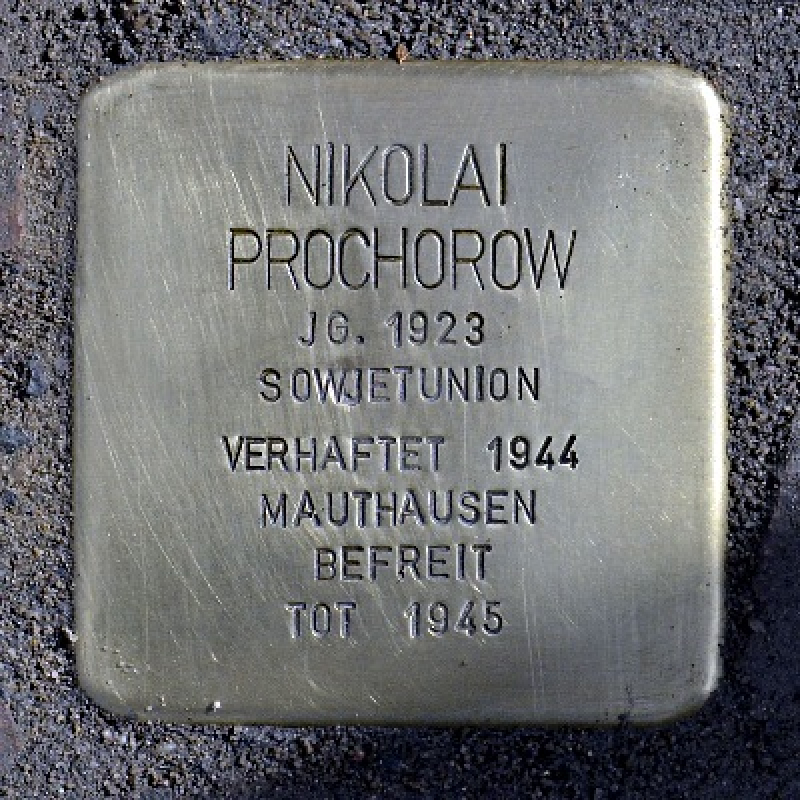 NIKOLAI
PROCHOROW
JG. 1923
SOWJETUNION
VERHAFTET 1944
MAUTHAUSEN
BEFREIT
TOT 1945